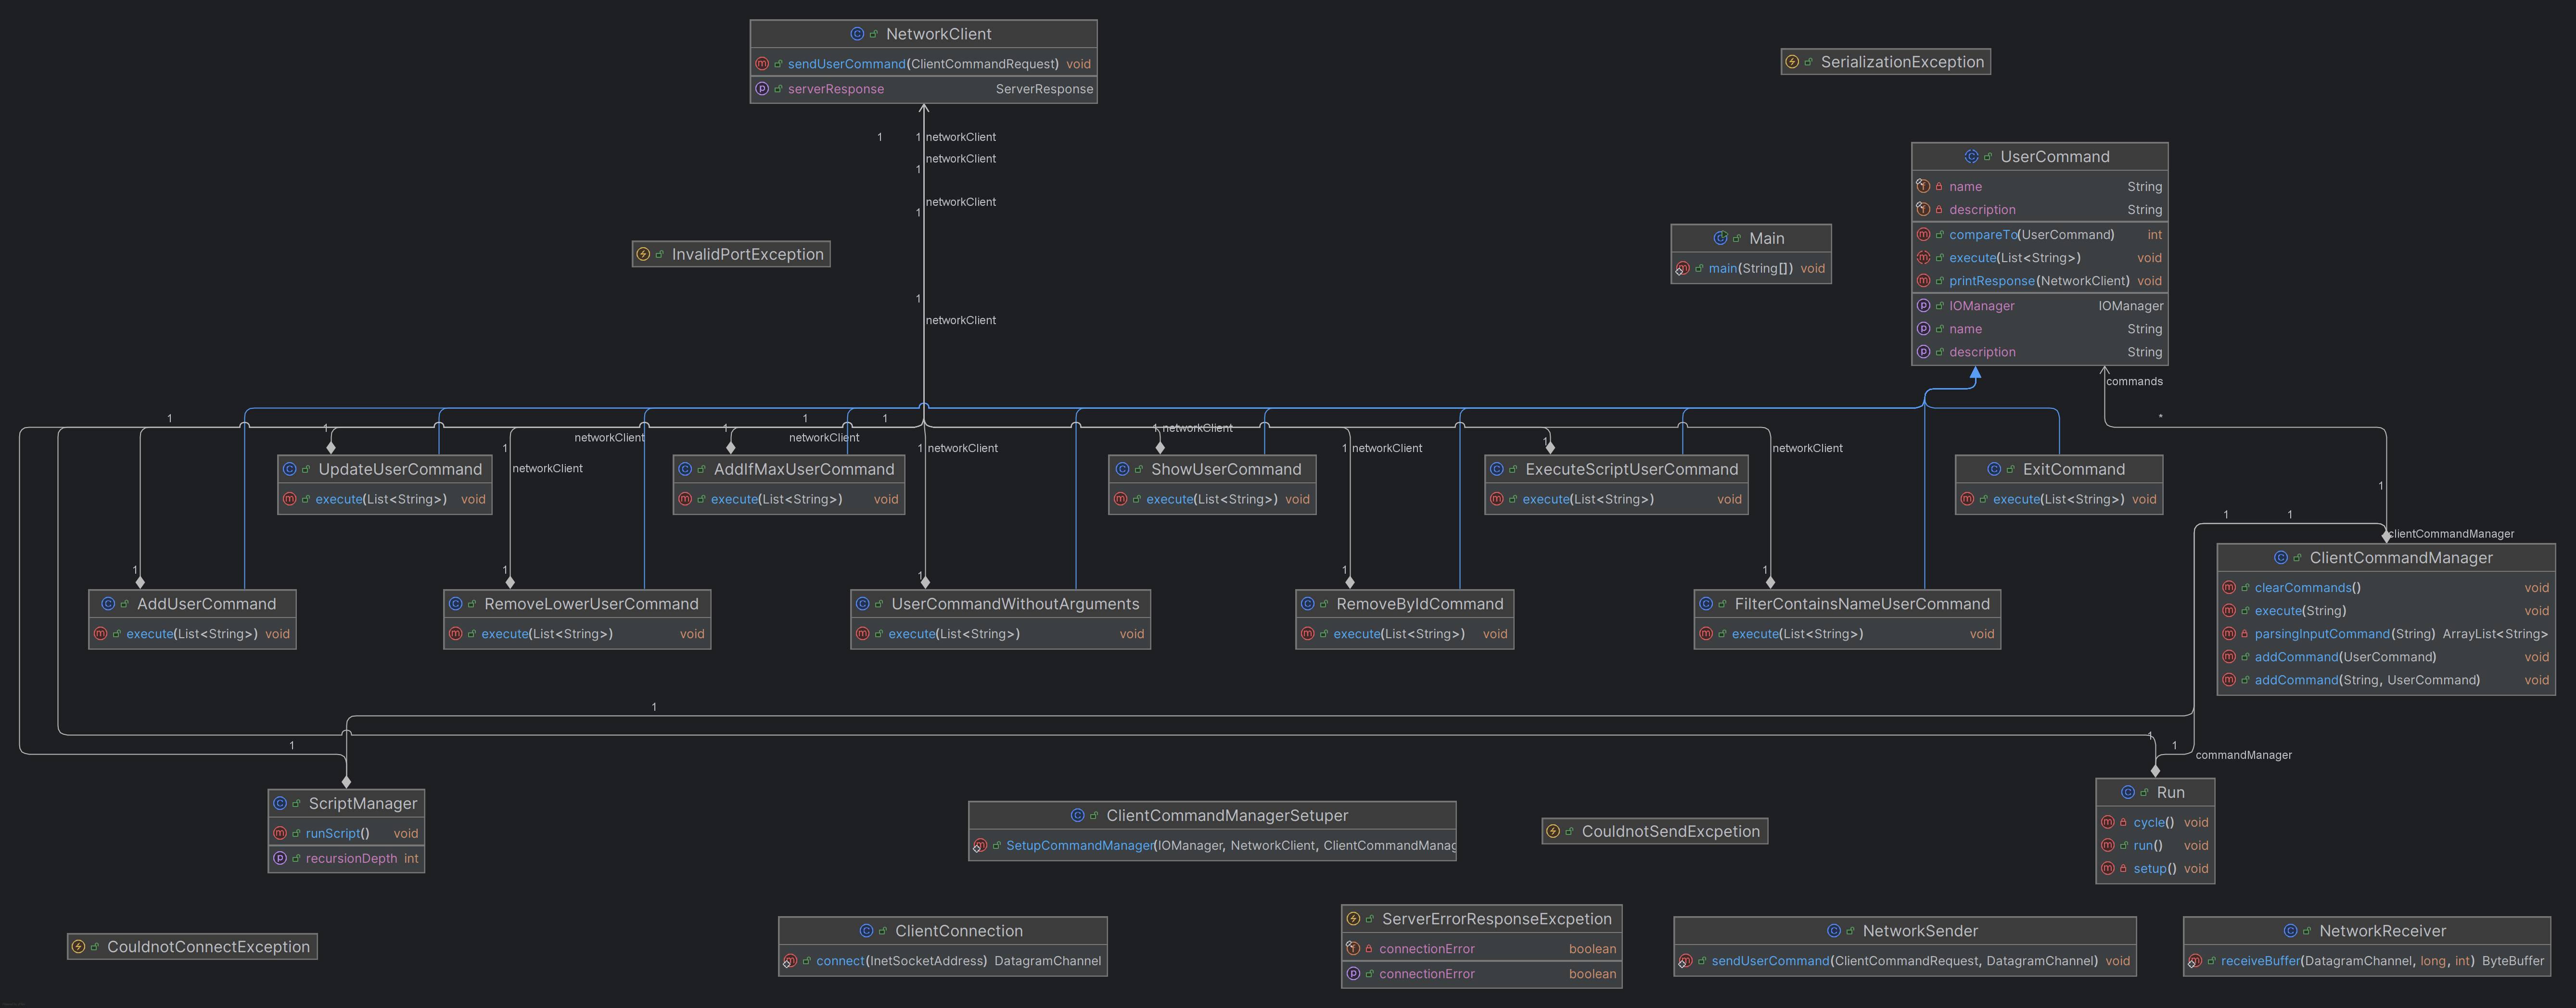 NetworkClient
sendUserCommand(ClientCommandRequest) void
serverResponse ServerResponse
SerializationException
1 1 networkClient
networkClient
1
networkClient
1
UserCommand
name String
description String
compareTo(UserCommand) int
execute(List<String>) void
printResponse(NetworkClient) void
IOManager IOManager
name String
description String
InvalidPortException
Main
main(String[]) void
1
networkClient
commands
*
1
1
1
1
1
1
networkClient
networkClient
1 networkClient
1 networkClient
1 networkClient
1 networkClient
1
1
networkClient
1
UpdateUserCommand
execute(List<String>) void
AddIfMaxUserCommand
execute(List<String>) void
ShowUserCommand
execute(List<String>) void
ExecuteScriptUserCommand
execute(List<String>) void
ExitCommand
execute(List<String>) void
1
1 1
clientCommandManager
ClientCommandManager
clearCommands() void
execute(String) void
parsingInputCommand(String) ArrayList<String>
addCommand(UserCommand) void
addCommand(String, UserCommand) void
1
1
1
1
1
AddUserCommand
execute(List<String>) void
RemoveLowerUserCommand
execute(List<String>) void
UserCommandWithoutArguments
execute(List<String>) void
RemoveByIdCommand
execute(List<String>) void
FilterContainsNameUserCommand
execute(List<String>) void
1
1
1
1
commandManager
ScriptManager
runScript() void
recursionDepth int
ClientCommandManagerSetuper
SetupCommandManager(IOManager, NetworkClient, ClientCommandManag
CouldnotSendExcpetion
Run
cycle() void
run() void
setup() void
CouldnotConnectException
ClientConnection
connect(InetSocketAddress) DatagramChannel
ServerErrorResponseExcpetion
connectionError boolean
connectionError boolean
NetworkSender
sendUserCommand(ClientCommandRequest, DatagramChannel) void
NetworkReceiver
receiveBuffer(DatagramChannel, long, int) ByteBuffer